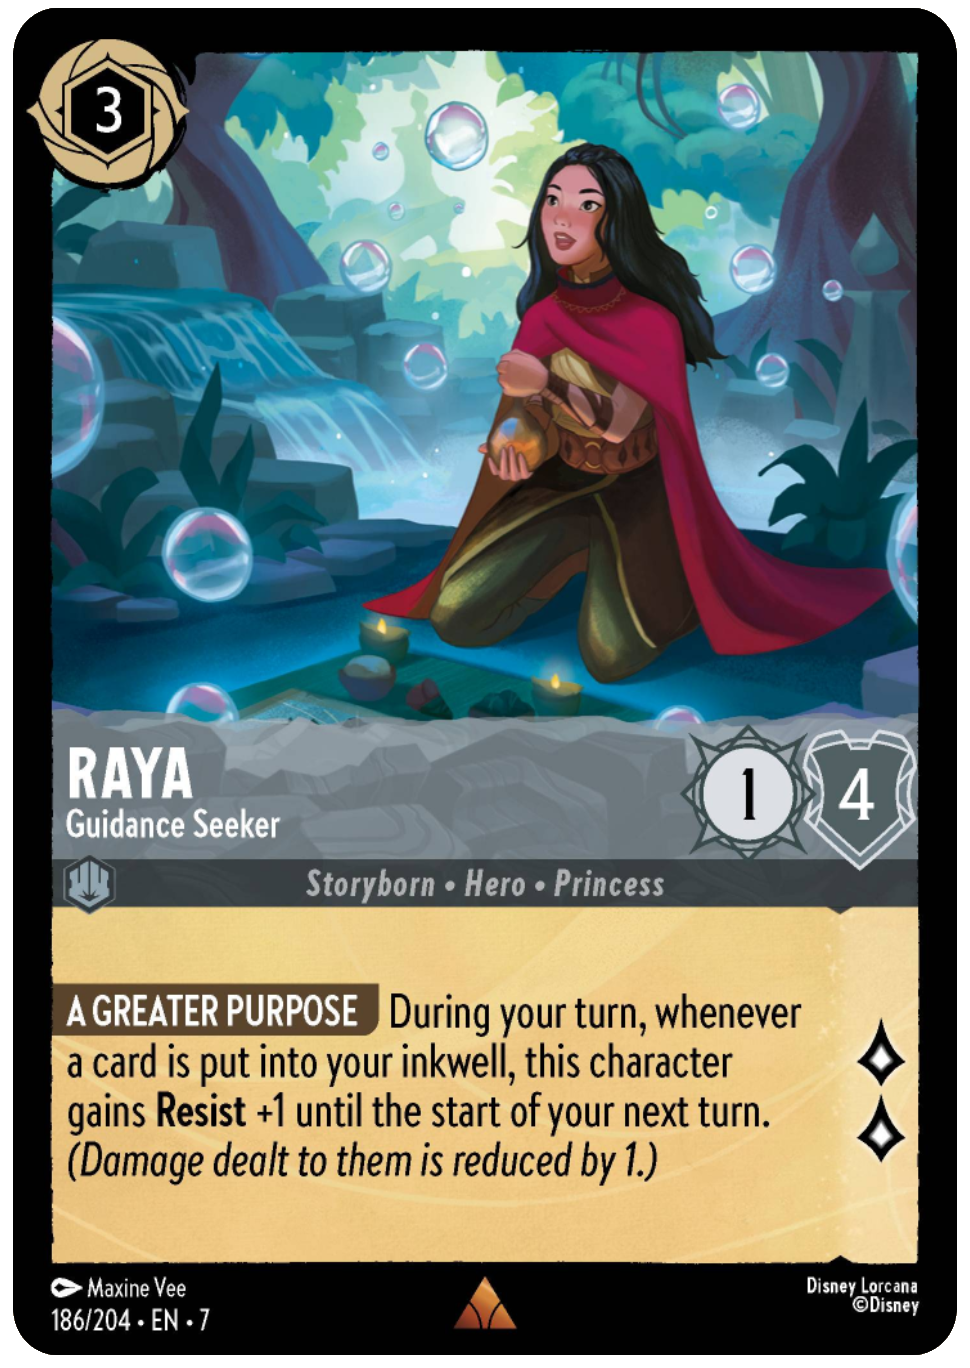 3
RAYA
Guidance Seeker
1
4
Storyborn • Hero • Princess
A GREATER PURPOSE During your turn, whenever
a card is put into your inkwell, this character
gains Resist +1 until the start of your next turn.
(Damage dealt to them is reduced by 1.)
Maxine Vee
186/204 • EN • 7
Disney Lorcana
©Disney